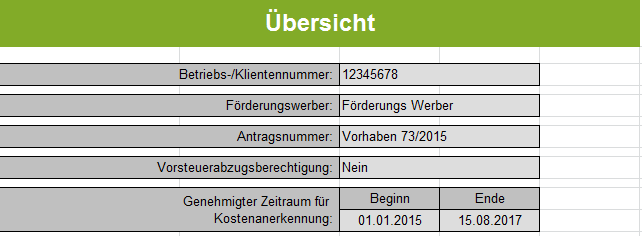 Übersicht
Betriebs-/Klientennummer: 12345678
Förderungswerber: Förderungs Werber
Antragsnummer: Vorhaben 73/2015
Vorsteuerabzugsberechtigung: Nein
Genehmigter Zeitraum für Beginn Ende
Kostenanerkennung: 01.01.2015 15.08.2017